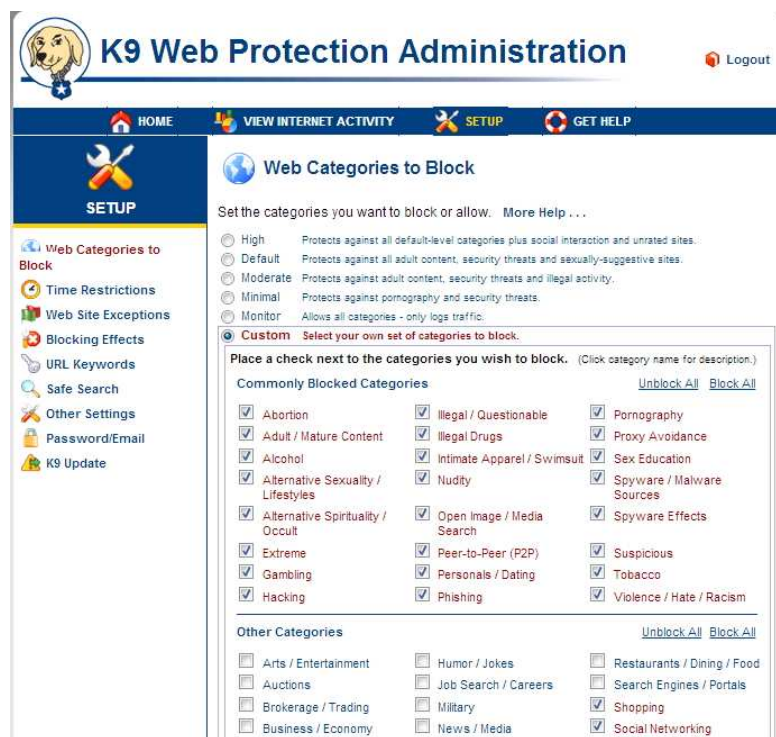 K9 Web Protection Administration
Logout
HOME
VIEW INTERNET ACTIVITY
SETUP
GET HELP
SETUP
Web Categories to
Block
Time Restrictions
Web Site Exceptions
Blocking Effects
URL Keywords
Safe Search
Other Settings
Password/Email
K9 Update
Web Categories to Block
Set the categories you want to block or allow. More Help . . .
High Protects against all default-level categories plus social interaction and unrated sites.
Default Protects against all adult content, security threats and sexually-suggestive sites.
Moderate Protects against adult content, security threats and illegal activity.
Minimal Protects against pornography and security threats.
Monitor Allows all categories - only logs traffic.
Custom Select your own set of categories to block.
Place a check next to the categories you wish to block. (Click category name for description.)
Commonly Blocked Categories Unblock All Block All
Abortion Illegal / Questionable Pornography
Adult / Mature Content Illegal Drugs Proxy Avoidance
Alcohol Intimate Apparel / Swimsuit Sex Education
Alternative Sexuality / Nudity Spyware / Malware
Lifestyles Sources
Alternative Spirituality / Open Image / Media Spyware Effects
Occult Search
Extreme Peer-to-Peer (P2P) Suspicious
Gambling Personals / Dating Tobacco
Hacking Phishing Violence / Hate / Racism
Other Categories Unblock All Block All
Arts / Entertainment Humor / Jokes Restaurants / Dining / Food
Auctions Job Search / Careers Search Engines / Portals
Brokerage / Trading Military Shopping
Business / Economy News / Media Social Networking